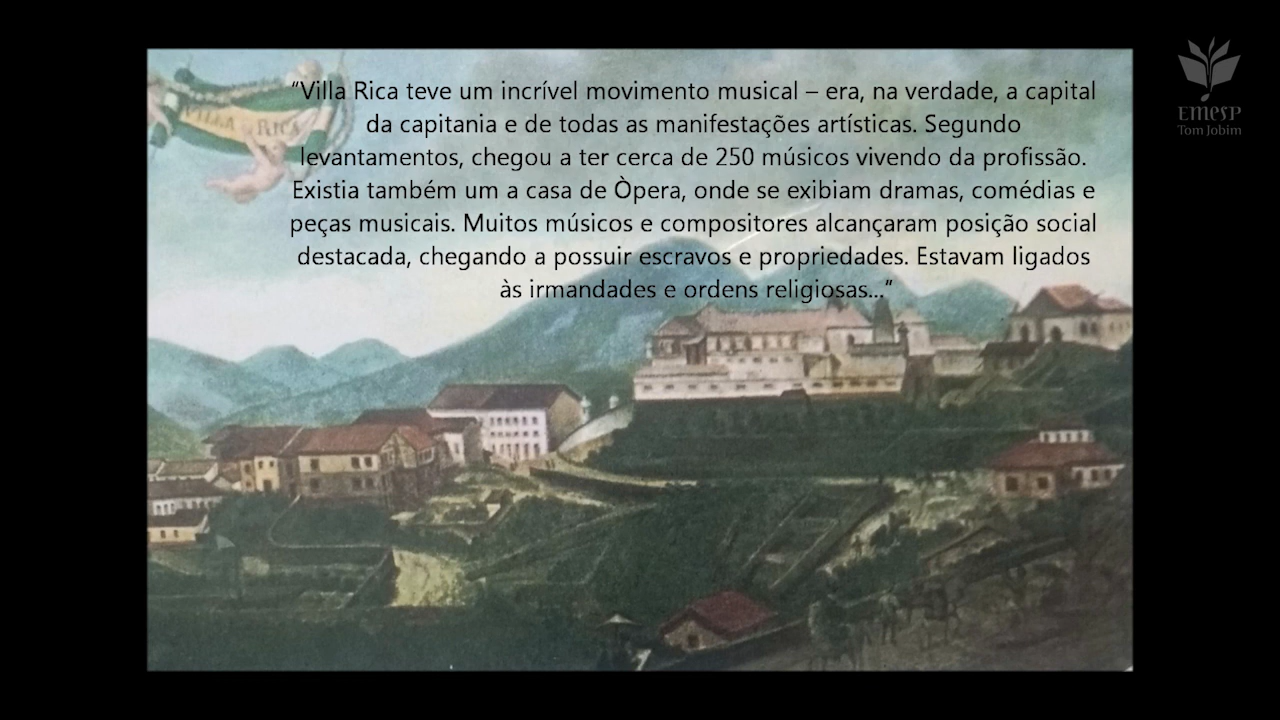 VILLA RICA
“Villa Rica teve um incrível movimento musical – era, na verdade, a capital
da capitania e de todas as manifestações artísticas. Segundo
levantamentos, chegou a ter cerca de 250 músicos vivendo da profissão.
Existia também um a casa de Òpera, onde se exibiam dramas, comédias e
peças musicais. Muitos músicos e compositores alcançaram posição social
destacada, chegando a possuir escravos e propriedades. Estavam ligados
às irmandades e ordens religiosas...”
EMESP
Tom Jobim